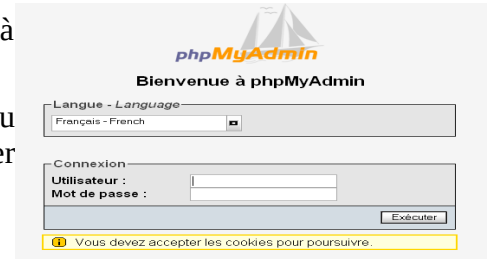 à
phpMyAdmin
Bienvenue à phpMyAdmin
Langue - Language
Français - French
u
er
Connexion
Utilisateur :
Mot de passe :
Exécuter
Vous devez accepter les cookies pour poursuivre.